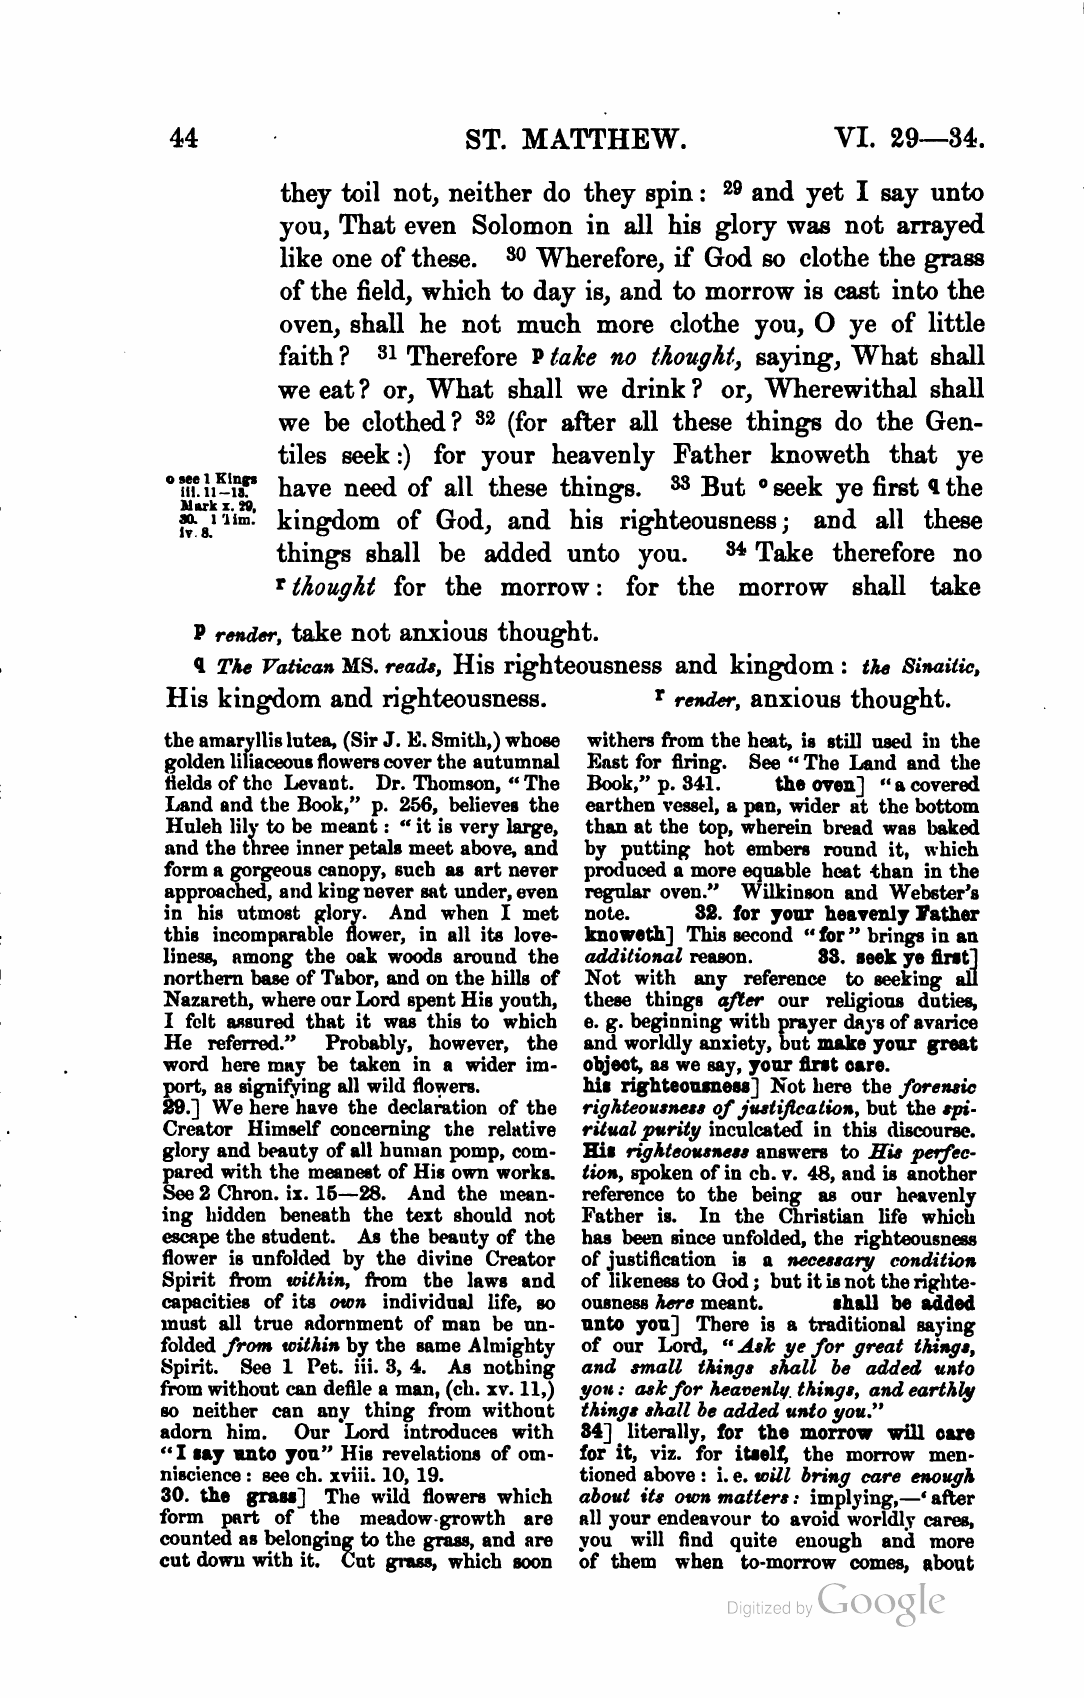 44 ST. MATTHEW. VI. 29—34.
they toil not, neither do they spin : 29 and yet I say unto
you, That even Solomon in all his glory was not arrayed
like one of these. 30 Wherefore, if God so clothe the grass
of the field, which to day is, and to morrow is cast into the
oven, shall he not much more clothe you, O ye of little
faith ? 31 Therefore p take no thought, saying, What shall
we eat ? or, What shall we drink ? or, Wherewithal shall
we be clothed ? 32 (for after all these things do the Gen-
tiles seek :) for your heavenly Father knoweth that ye
have need of all these things. 33 But o seek ye first q the
kingdom of God, and his righteousness ; and all these
things shall be added unto you. 34 Take therefore no
r thought for the morrow : for the morrow shall take
o see 1 Kings
iii. 11–13.
Mark x. 29,
30. 1 Tim.
iv. 8.
p render, take not anxious thought.
q The Vatican MS. reads, His righteousness and kingdom : the Sinaitic,
His kingdom and righteousness. r render, anxious thought.
the amaryllis lutea, (Sir J. E. Smith,) whose
golden liliaceous flowers cover the autumnal
fields of the Levant. Dr. Thomson, “The
Land and the Book,” p. 256, believes the
Huleh lily to be meant : “it is very large,
and the three inner petals meet above, and
form a gorgeous canopy, such as art never
approached, and king never sat under, even
in his utmost glory. And when I met
this incomparable flower, in all its love-
liness, among the oak woods around the
northern base of Tabor, and on the hills of
Nazareth, where our Lord spent His youth,
I felt assured that it was this to which
He referred.” Probably, however, the
word here may be taken in a wider im-
port, as signifying all wild flowers.
29.] We here have the declaration of the
Creator Himself concerning the relative
glory and beauty of all human pomp, com-
pared with the meanest of His own works.
See 2 Chron. ix. 15—28. And the mean-
ing hidden beneath the text should not
escape the student. As the beauty of the
flower is unfolded by the divine Creator
Spirit from within, from the laws and
capacities of its own individual life, so
must all true adornment of man be un-
folded from within by the same Almighty
Spirit. See 1 Pet. iii. 3, 4. As nothing
from without can defile a man, (ch. xv. 11,)
so neither can any thing from without
adorn him. Our Lord introduces with
“I say unto you” His revelations of om-
niscience : see ch. xviii. 10, 19.
30. the grass] The wild flowers which
form part of the meadow-growth are
counted as belonging to the grass, and are
cut down with it. Cut grass, which soon
withers from the heat, is still used in the
East for firing. See “The Land and the
Book,” p. 341. the oven] “a covered
earthen vessel, a pan, wider at the bottom
than at the top, wherein bread was baked
by putting hot embers round it, which
produced a more equable heat than in the
regular oven.” Wilkinson and Webster’s
note. 32. for your heavenly Father
knoweth] This second “for” brings in an
additional reason. 33. seek ye first]
Not with any reference to seeking all
these things after our religious duties,
e. g. beginning with prayer days of avarice
and worldly anxiety, but make your great
object, as we say, your first care.
his righteousness] Not here the forensic
righteousness of justification, but the spi-
ritual purity inculcated in this discourse.
His righteousness answers to His perfec-
tion, spoken of in ch. v. 48, and is another
reference to the being as our heavenly
Father is. In the Christian life which
has been since unfolded, the righteousness
of justification is a necessary condition
of likeness to God ; but it is not the righte-
ousness here meant. shall be added
unto you] There is a traditional saying
of our Lord, “Ask ye for great things,
and small things shall be added unto
you : ask for heavenly things, and earthly
things shall be added unto you.”
34] literally, for the morrow will care
for it, viz. for itself, the morrow men-
tioned above : i. e. will bring care enough
about its own matters : implying,—‘after
all your endeavour to avoid worldly cares,
you will find quite enough and more
of them when to-morrow comes, about
Digitized by Google